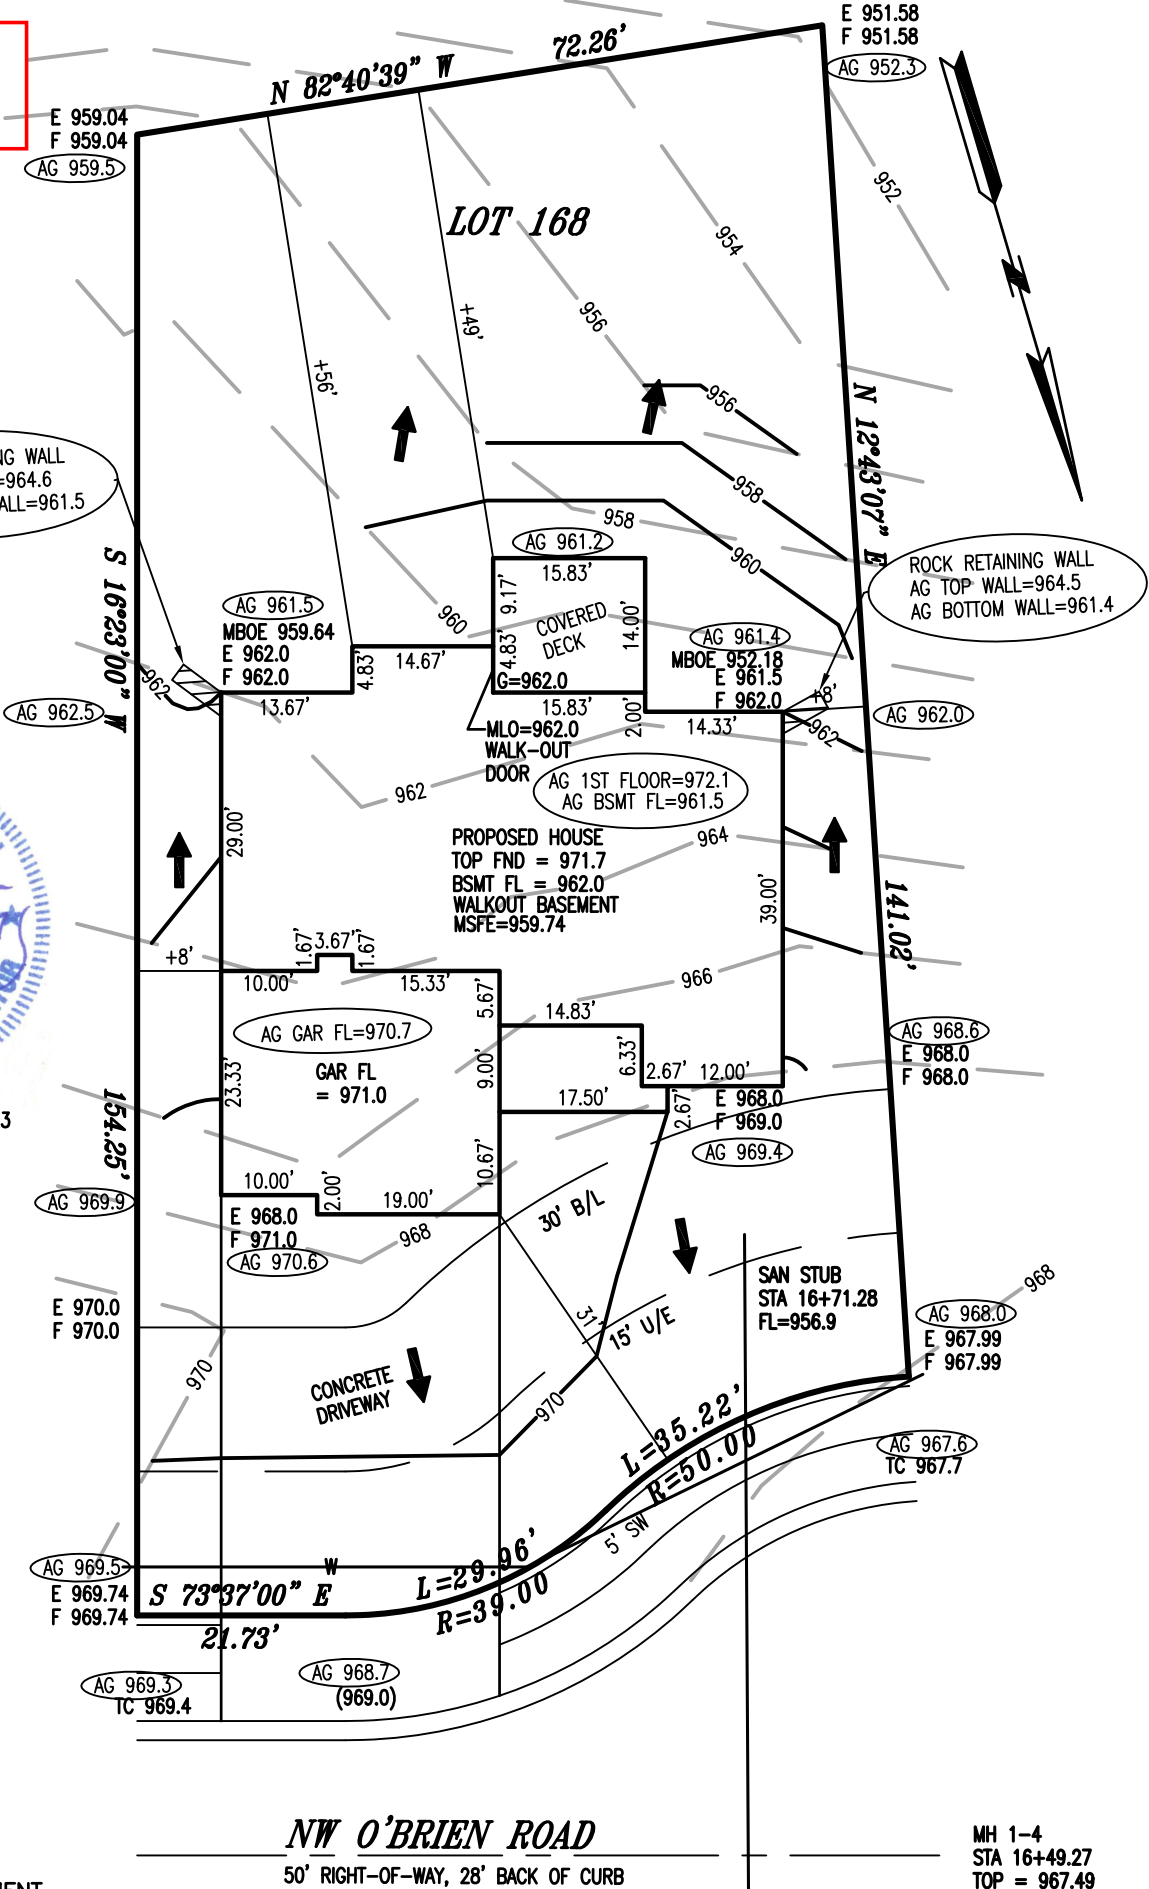 E 951.58
F 951.58
AG 952.3
72.26'
N 82°40'39" W
E 959.04
F 959.04
AG 959.5
952
954
LOT 168
956
+49'
+56'
956
N 12°43'07" E
NG WALL
=964.6
ALL=961.5
958
958
960
AG 961.2
ROCK RETAINING WALL
AG TOP WALL=964.5
AG BOTTOM WALL=961.4
S 16°23'00" W
15.83'
9.17'
COVERED
DECK
14.00'
960
AG 961.5
MBOE 959.64
E 962.0
F 962.0
AG 961.4
MBOE 952.18
E 961.5
F 962.0
4.83'
14.67'
4.83'
G=962.0
962
13.67'
15.83'
2.00'
14.33'
+8'
962
AG 962.5
AG 962.0
MLO=962.0
WALK-OUT
DOOR
AG 1ST FLOOR=972.1
AG BSMT FL=961.5
962
29.00'
964
PROPOSED HOUSE
TOP FND = 971.7
BSMT FL = 962.0
WALKOUT BASEMENT
MSFE=959.74
39.00'
141.02'
+8'
1.67'
3.67'
1.67'
10.00'
15.33'
5.67'
966
14.83'
AG GAR FL=970.7
AG 968.6
E 968.0
F 968.0
GAR FL
= 971.0
23.33'
9.00'
6.33'
2.67'
12.00'
17.50'
2.67'
E 968.0
F 969.0
AG 969.4
3
154.25'
10.67'
10.00'
2.00'
19.00'
AG 969.9
E 968.0
F 971.0
AG 970.6
968
30' B/L
SAN STUB
STA 16+71.28
FL=956.9
968
E 970.0
F 970.0
31'
15' U/E
AG 968.0
E 967.99
F 967.99
970
CONCRETE
DRIVEWAY
970
L=35.22'
R=50.00
AG 967.6
TC 967.7
5' SW
AG 969.5
W
E 969.74
F 969.74
S 73°37'00" E
L=29.96'
R=39.00
21.73'
AG 969.3
TC 969.4
AG 968.7
(969.0)
NW O'BRIEN ROAD
50' RIGHT-OF-WAY, 28' BACK OF CURB
MH 1-4
STA 16+49.27
TOP = 967.49